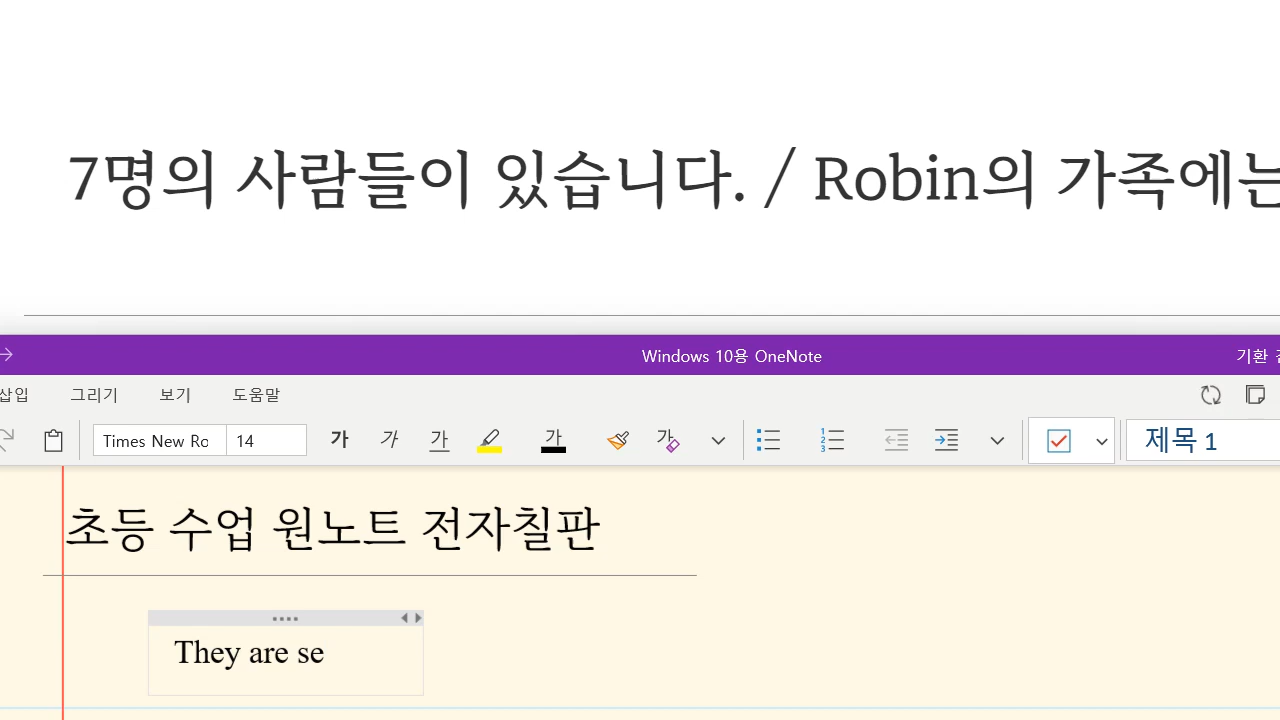 7명의 사람들이 있습니다. / Robin의 가족에는
Windows 10용 OneNote
기환
삽입 그리기 보기 도움말
Times New Ro 14 가 가 가 가 가 제목 1
초등 수업 원노트 전자칠판
They are se